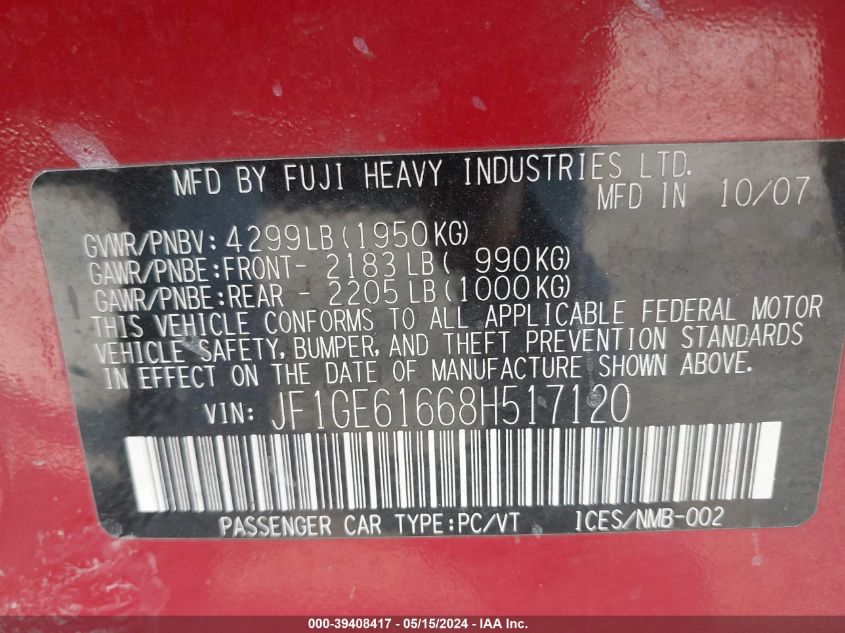 MFD BY FUJI HEAVY INDUSTRIES LTD.
MFD IN 10/07
GVWR/PNBV: 4299LB (1950KG)
GAWR/PNBE: FRONT- 2183LB ( 990KG)
GAWR/PNBE: REAR - 2205LB (1000KG)
THIS VEHICLE CONFORMS TO ALL APPLICABLE FEDERAL MOTOR
VEHICLE SAFETY, BUMPER, AND THEFT PREVENTION STANDARDS
IN EFFECT ON THE DATE OF MANUFACTURE SHOWN ABOVE.
VIN: JF1GE61668H517120
PASSENGER CAR TYPE:PC/VT ICES/NMB-002
000-39408417 - 05/15/2024 - IAA Inc.